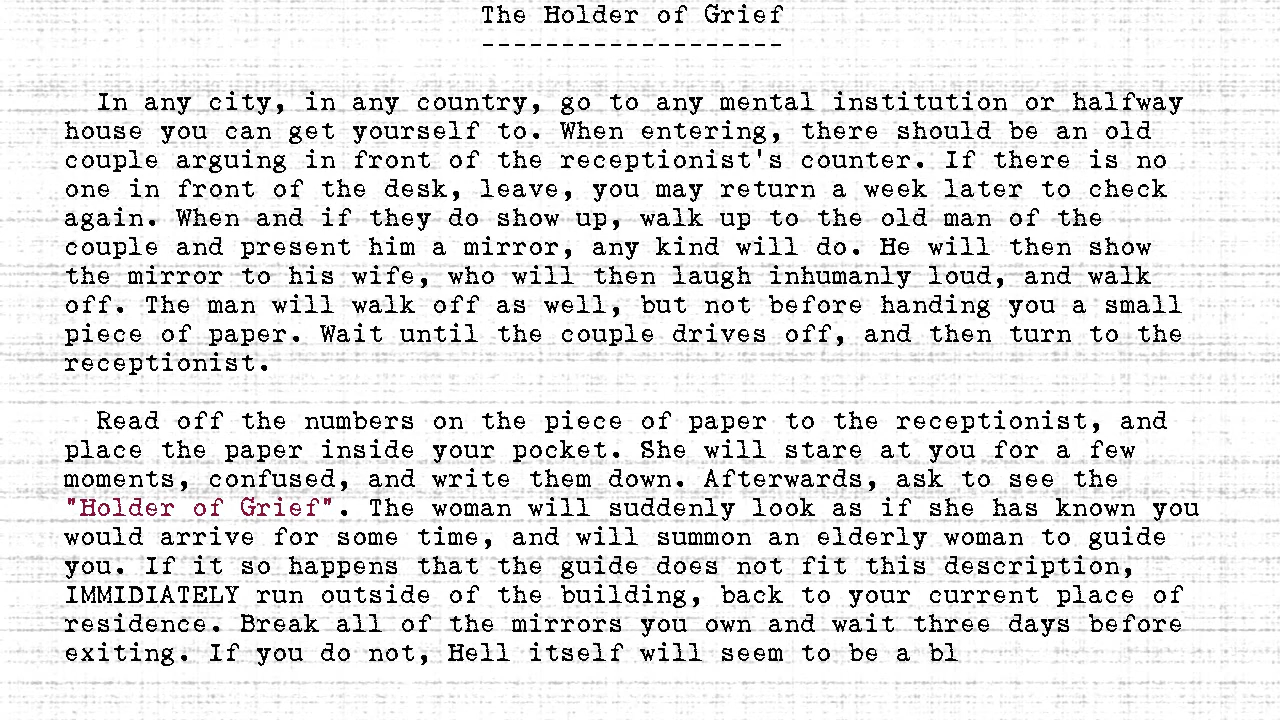 The Holder of Grief
-------------------
In any city, in any country, go to any mental institution or halfway
house you can get yourself to. When entering, there should be an old
couple arguing in front of the receptionist's counter. If there is no
one in front of the desk, leave, you may return a week later to check
again. When and if they do show up, walk up to the old man of the
couple and present him a mirror, any kind will do. He will then show
the mirror to his wife, who will then laugh inhumanly loud, and walk
off. The man will walk off as well, but not before handing you a small
piece of paper. Wait until the couple drives off, and then turn to the
receptionist.
Read off the numbers on the piece of paper to the receptionist, and
place the paper inside your pocket. She will stare at you for a few
moments, confused, and write them down. Afterwards, ask to see the
"Holder of Grief". The woman will suddenly look as if she has known you
would arrive for some time, and will summon an elderly woman to guide
you. If it so happens that the guide does not fit this description,
IMMIDIATELY run outside of the building, back to your current place of
residence. Break all of the mirrors you own and wait three days before
exiting. If you do not, Hell itself will seem to be a bl